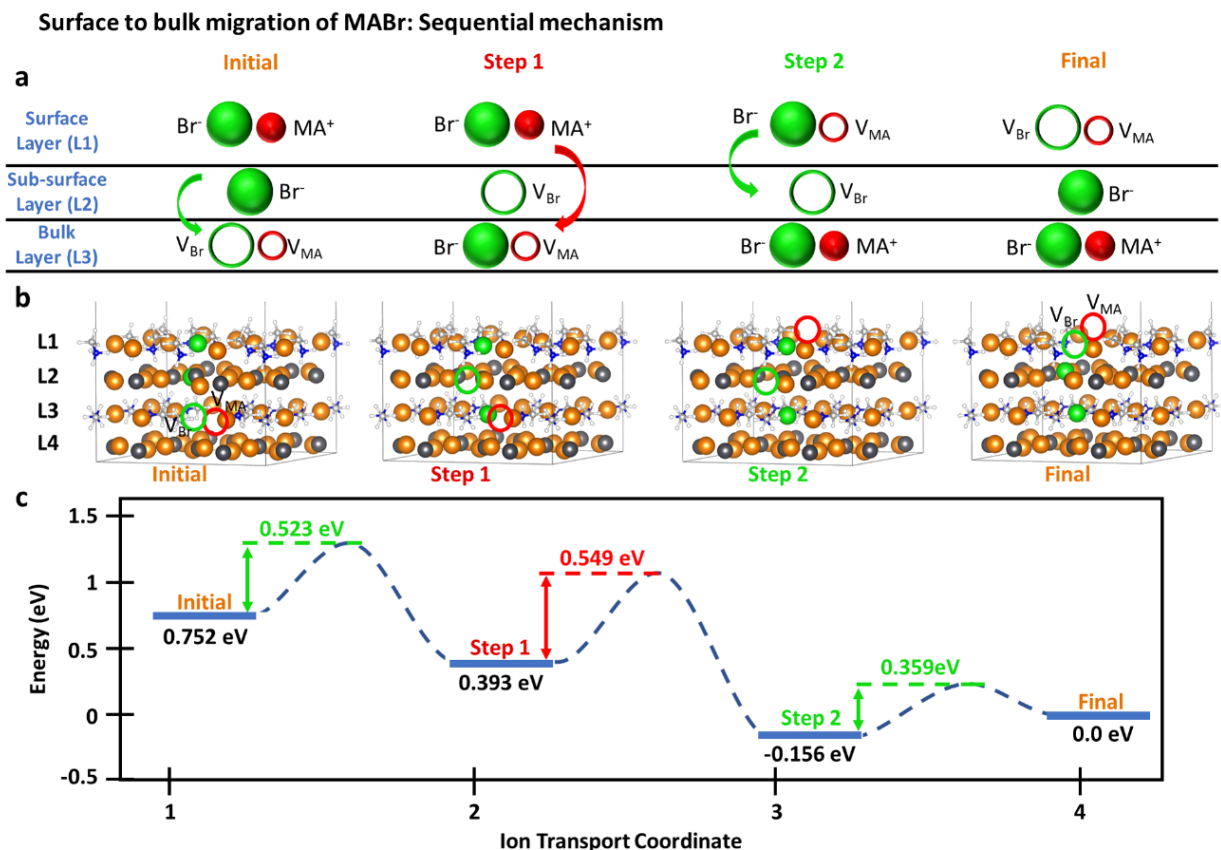 Surface to bulk migration of MABr: Sequential mechanism
a
Initial
Step 1
Step 2
Final
Surface
Layer (L1)
Br⁻
MA⁺
Br⁻
MA⁺
Br⁻
V_MA
V_Br
V_MA
Sub-surface
Layer (L2)
Br⁻
V_Br
V_Br
Br⁻
Bulk
Layer (L3)
V_Br
V_MA
Br⁻
V_MA
Br⁻
MA⁺
Br⁻
MA⁺
b
L1
L2
L3
L4
V_MA
V_Br
V_MA
V_Br
Initial
Step 1
Step 2
Final
c
Energy (eV)
1.5
1
0.5
0
-0.5
0.523 eV
Initial
0.752 eV
0.549 eV
Step 1
0.393 eV
0.359eV
Step 2
-0.156 eV
Final
0.0 eV
1
2
3
4
Ion Transport Coordinate